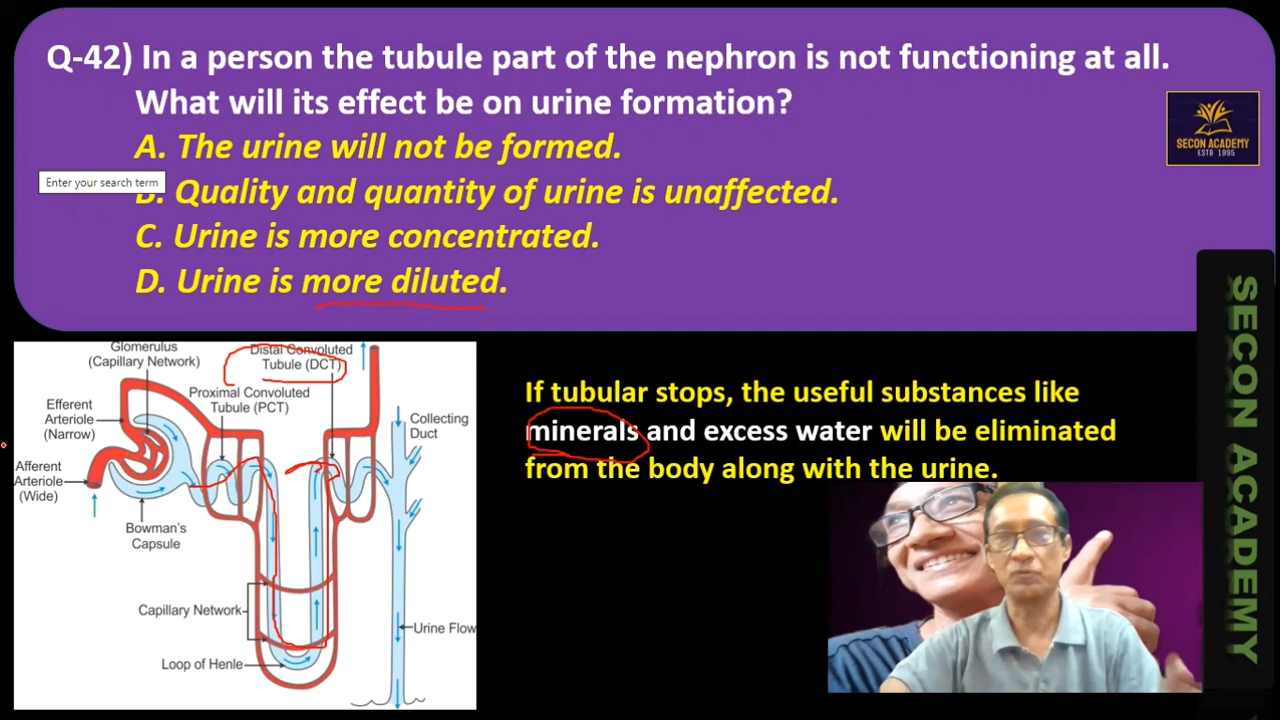 Q-42) In a person the tubule part of the nephron is not functioning at all.
What will its effect be on urine formation?
A. The urine will not be formed.
Enter your search term
B. Quality and quantity of urine is unaffected.
C. Urine is more concentrated.
D. Urine is more diluted.
SECON ACADEMY
ESTD 1995
SECON ACADEMY
Glomerulus
(Capillary Network)
Distal Convoluted
Tubule (DCT)
Proximal Convoluted
Tubule (PCT)
Efferent
Arteriole
(Narrow)
Collecting
Duct
Afferent
Arteriole
(Wide)
Bowman's
Capsule
Capillary Network
Urine Flow
Loop of Henle
If tubular stops, the useful substances like
minerals and excess water will be eliminated
from the body along with the urine.